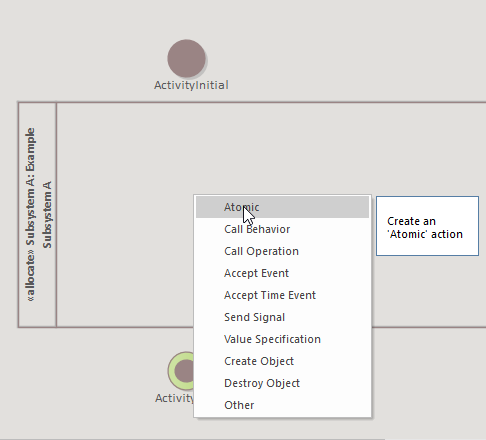 ActivityInitial
«allocate» Subsystem A: Example
Subsystem A
Atomic
Call Behavior
Call Operation
Accept Event
Accept Time Event
Send Signal
Value Specification
Create Object
Destroy Object
Other
Create an
'Atomic' action
Activity